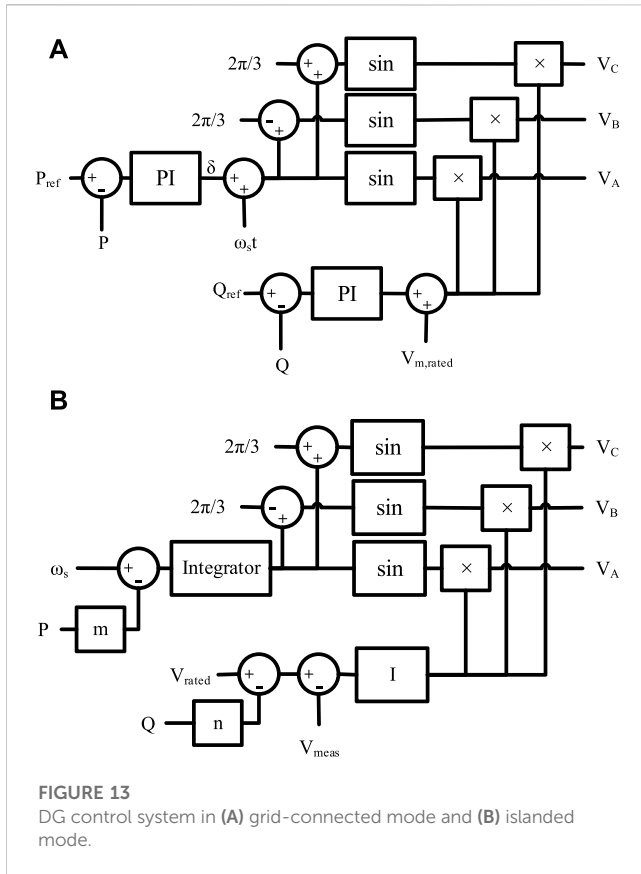 A
2π/3 + + sin × V_C
2π/3 - + sin × V_B
P_ref + - PI δ + + sin × V_A
P ω_st
Q_ref + - PI + +
Q V_m,rated
B
2π/3 + + sin × V_C
2π/3 - + sin × V_B
ω_s + - Integrator sin × V_A
P m
V_rated + - + - I
Q n
V_meas
FIGURE 13
DG control system in (A) grid-connected mode and (B) islanded
mode.